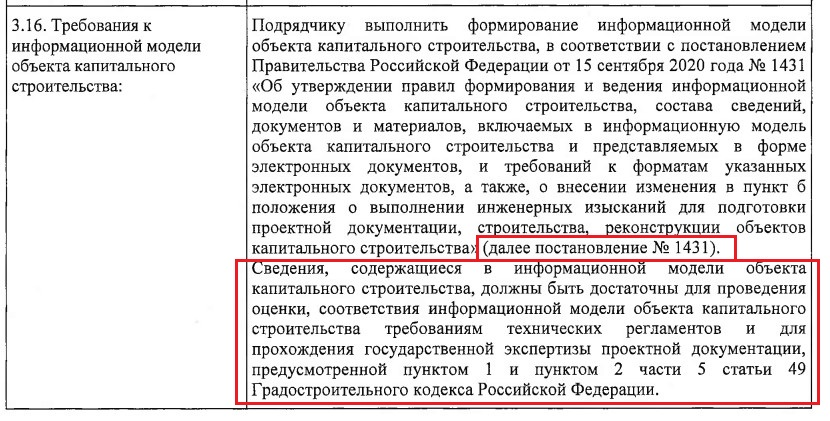 3.16. Требования к
информационной модели
объекта капитального
строительства:
Подрядчику выполнить формирование информационной модели
объекта капитального строительства, в соответствии с постановлением
Правительства Российской Федерации от 15 сентября 2020 года № 1431
«Об утверждении правил формирования и ведения информационной
модели объекта капитального строительства, состава сведений,
документов и материалов, включаемых в информационную модель
объекта капитального строительства и представляемых в форме
электронных документов, и требований к форматам указанных
электронных документов, а также, о внесении изменения в пункт б
положения о выполнении инженерных изысканий для подготовки
проектной документации, строительства, реконструкции объектов
капитального строительства» (далее постановление № 1431).
Сведения, содержащиеся в информационной модели объекта
капитального строительства, должны быть достаточны для проведения
оценки, соответствия информационной модели объекта капитального
строительства требованиям технических регламентов и для
прохождения государственной экспертизы проектной документации,
предусмотренной пунктом 1 и пунктом 2 части 5 статьи 49
Градостроительного кодекса Российской Федерации.